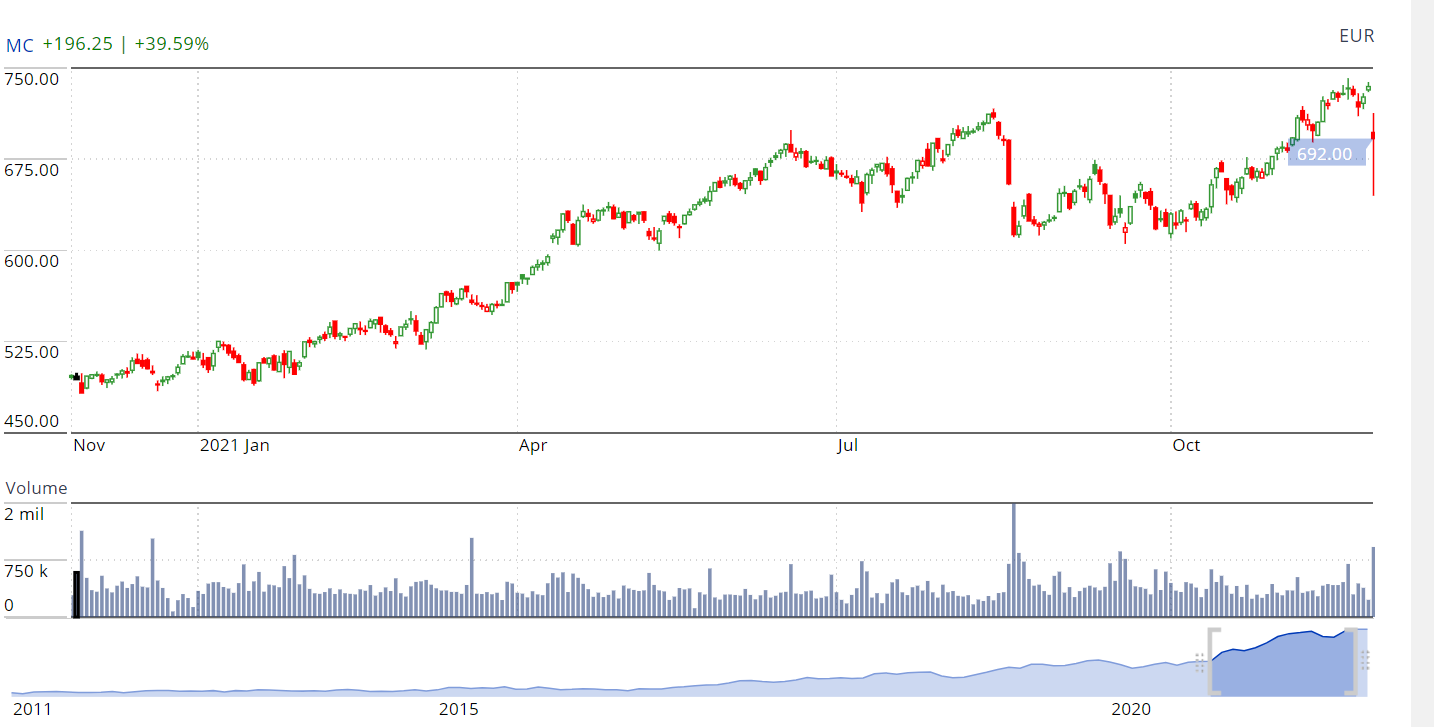 MC +196.25 | +39.59%
EUR
750.00
675.00
692.00
600.00
525.00
450.00
Nov 2021 Jan Apr Jul Oct
Volume
2 mil
750 k
0
2011 2015 2020